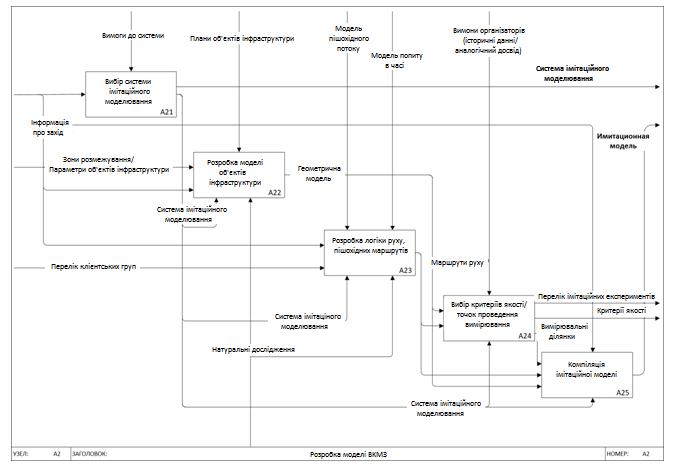 Вимоги до системи
Плани об'єктів інфраструктури
Модель
пішохідного
потоку
Модель попиту
в часі
Вимони організаторів
(історичні данні/
аналогічний досвід)
Система імітаційного
моделювання
Вибір системи
імітаційного
моделювання
A21
Інформація
про захід
Имитационная
модель
Зони розмежування/
Параметри об'єктів інфраструктури
Розробка моделі
об'єктів
інфраструктури
A22
Геометрична
модель
Система імітаційного
моделювання
Розробка логіки руху,
пішохідних маршрутів
A23
Перелік клієнтських груп
Маршрути руху
Вибір критеріїв якості/
точок проведення
вимірювання
A24
Перелік імітаційних експериментів
Критерії якості
Система імітаціного
моделювання
Вимірювальні
ділянки
Натуральні дослідження
Компіляція
імітаційної моделі
A25
Система імітаційного
моделювання
УЗЕЛ: A2 ЗАГОЛОВОК: Розробка моделі ВКМЗ НОМЕР: A2